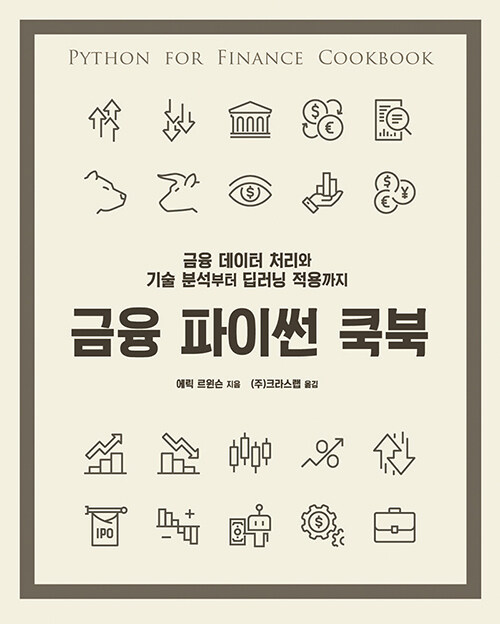 PYTHON FOR FINANCE COOKBOOK
$
€
$
$
€
¥
금융 데이터 처리와
기술 분석부터 딥러닝 적용까지
금융 파이썬 쿡북
에릭 르윈슨 지음 (주)크라스랩 옮김
%
IPO
+
−
$